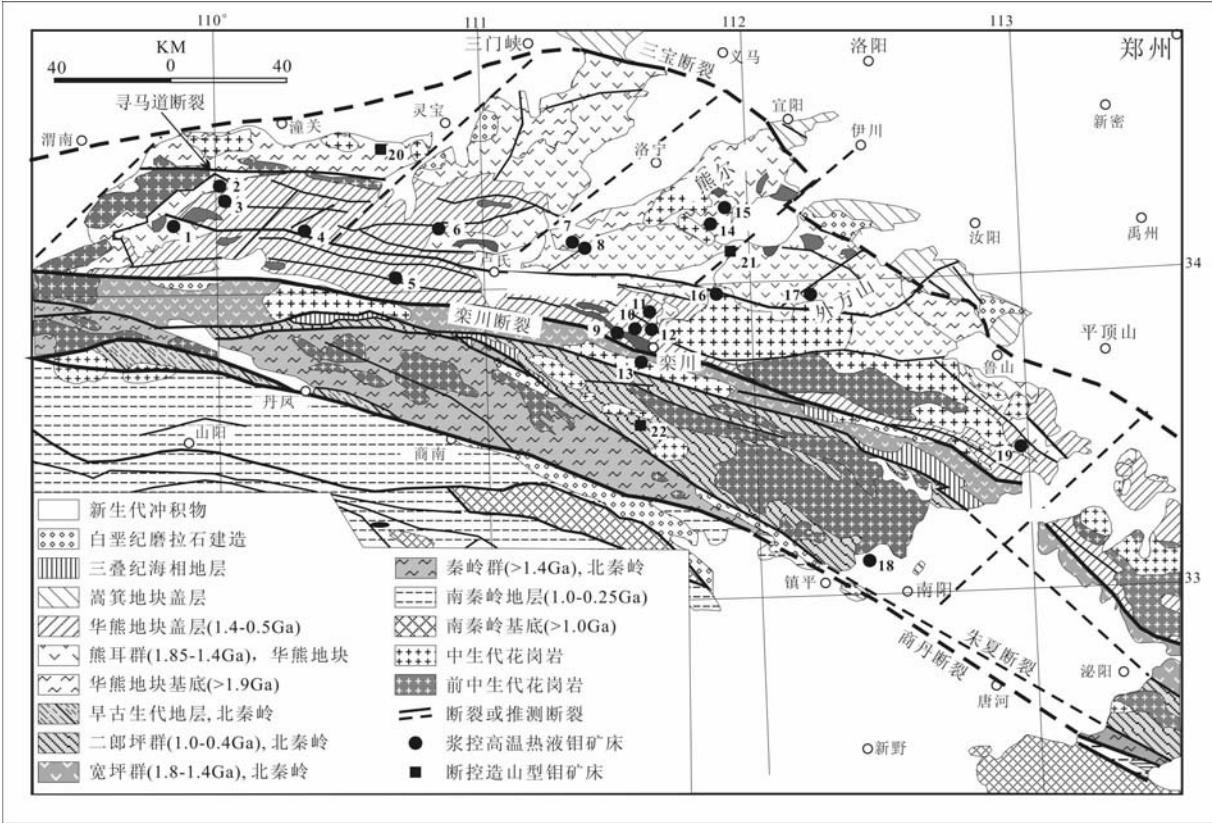 110° 111 112 113
KM
40 0 40
三门峡
义马
洛阳
郑州
三宝断裂
寻马道断裂
渭南
潼关
灵宝
宜阳
伊川
新密
洛宁
20
熊尔
2
3
15
14
1
4
6
7
8
21
汝阳
禹州
卢氏
34
5
16
17
万山
11
10
9
12
栾川断裂
栾川
13
平顶山
鲁山
丹凤
22
山阳
商南
19
18
镇平
南阳
33
朱夏断裂
商丹断裂
泌阳
唐河
新野
新生代冲积物
白垩纪磨拉石建造
三叠纪海相地层
嵩箕地块盖层
华熊地块盖层(1.4-0.5Ga)
熊耳群(1.85-1.4Ga)，华熊地块
华熊地块基底(>1.9Ga)
早古生代地层,北秦岭
二郎坪群(1.0-0.4Ga),北秦岭
宽坪群(1.8-1.4Ga),北秦岭
秦岭群(>1.4Ga),北秦岭
南秦岭地层(1.0-0.25Ga)
南秦岭基底(>1.0Ga)
中生代花岗岩
前中生代花岗岩
断裂或推测断裂
浆控高温热液钼矿床
断控造山型钼矿床